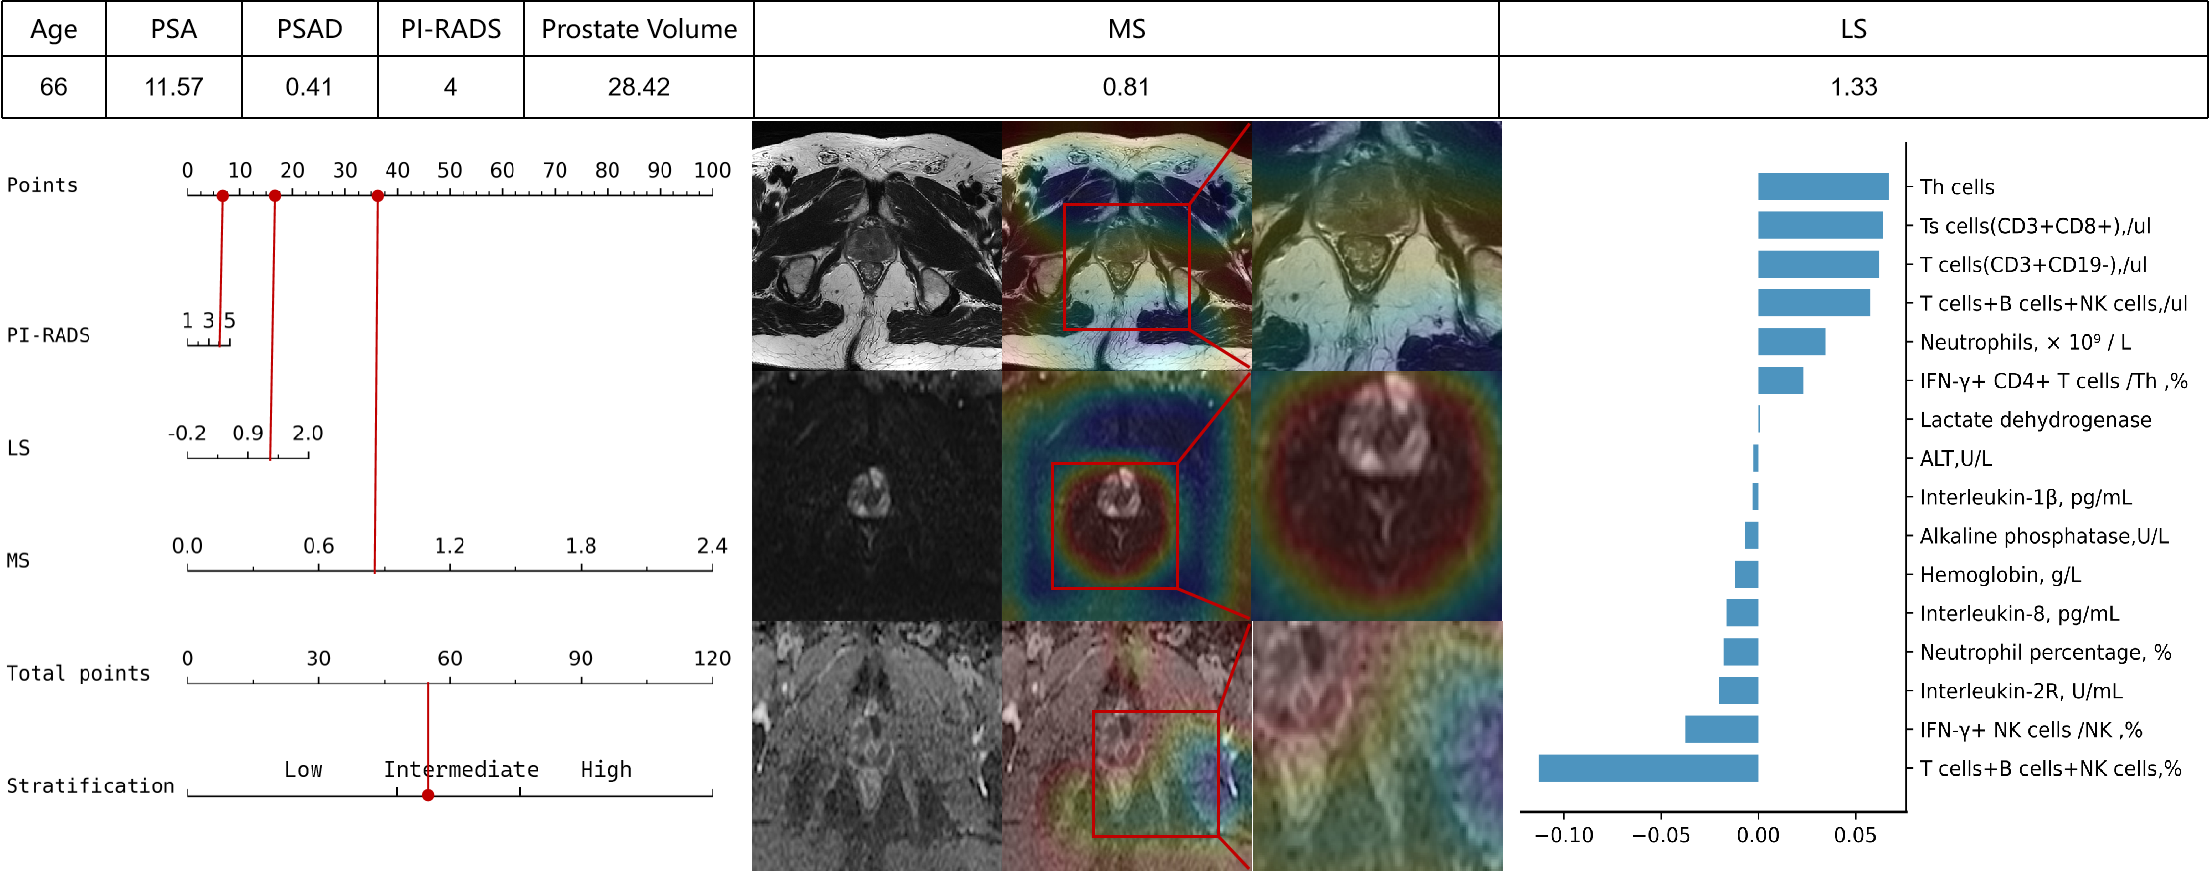 Age PSA PSAD PI-RADS Prostate Volume MS LS
66 11.57 0.41 4 28.42 0.81 1.33
Points 0 10 20 30 40 50 60 70 80 90 100
PI-RADS 1 3 5
LS -0.2 0.9 2.0
MS 0.0 0.6 1.2 1.8 2.4
Total points 0 30 60 90 120
Stratification Low Intermediate High
Th cells
Ts cells(CD3+CD8+),/ul
T cells(CD3+CD19-),/ul
T cells+B cells+NK cells,/ul
Neutrophils, × 10⁹ / L
IFN-γ+ CD4+ T cells /Th ,%
Lactate dehydrogenase
ALT,U/L
Interleukin-1β, pg/mL
Alkaline phosphatase,U/L
Hemoglobin, g/L
Interleukin-8, pg/mL
Neutrophil percentage, %
Interleukin-2R, U/mL
IFN-γ+ NK cells /NK ,%
T cells+B cells+NK cells,%
−0.10 −0.05 0.00 0.05